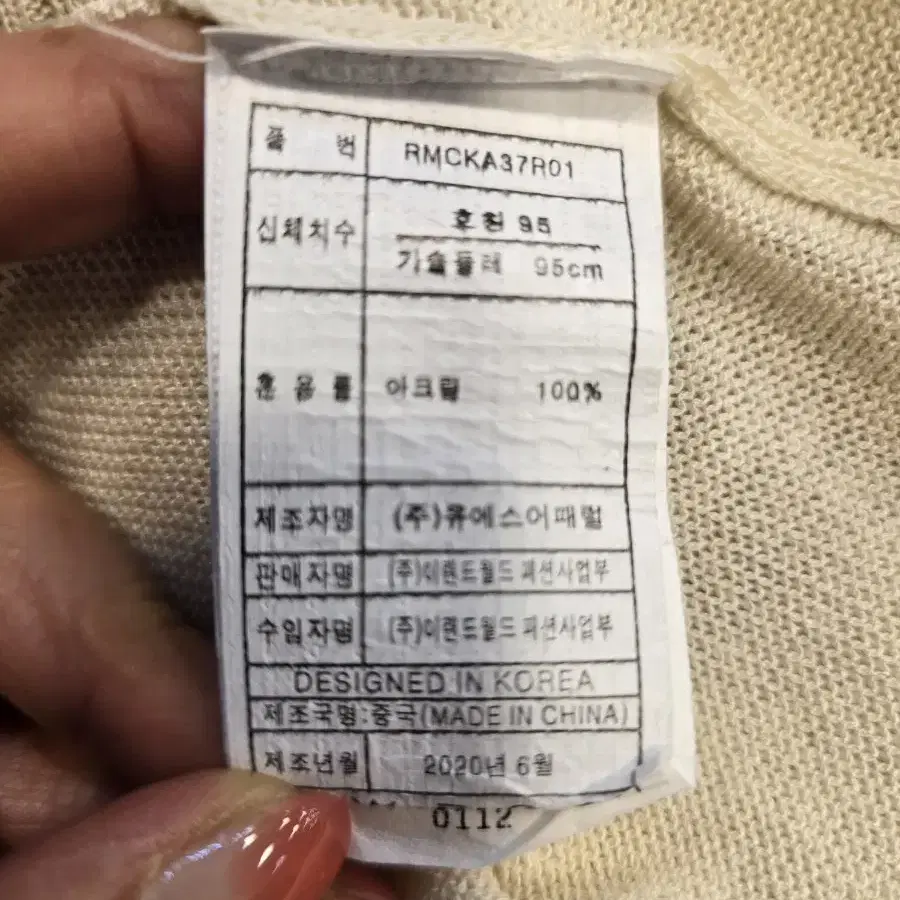 품 번 RMCKA37R01
신체치수 호칭 95
가슴둘레 95cm
혼용률 아크릴 100%
제조자명 (주)큐에스어패럴
판매자명 (주)이랜드월드 패션사업부
수입자명 (주)이랜드월드 패션사업부
DESIGNED IN KOREA
제조국명:중국(MADE IN CHINA)
제조년월 2020년 6월
0112